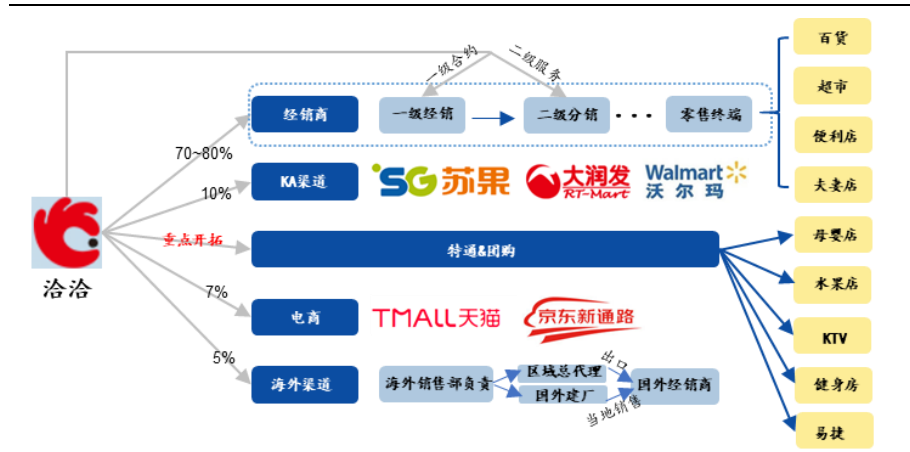 一级合约
二级服务
百货
经销商
一级经销
二级分销
···
零售终端
超市
便利店
70~80%
10%
KA渠道
SG苏果
大润发
RT-MART
Walmart
沃尔玛
夫妻店
重点开拓
特通&团购
母婴店
洽洽
水果店
7%
电商
TMALL天猫
京东新通路
KTV
5%
海外渠道
海外销售部负责
区域总代理
国外建厂
出口
当地销售
国外经销商
健身房
易捷